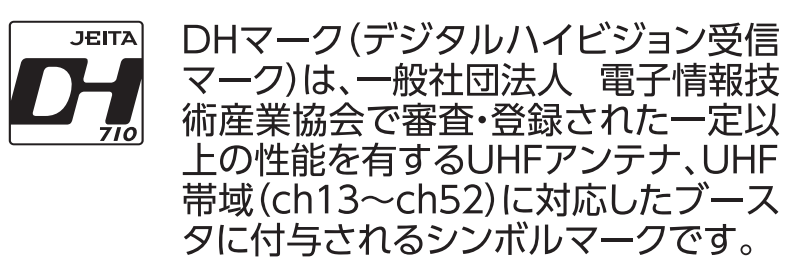 JEITA
DH
710
DHマーク(デジタルハイビジョン受信
マーク)は、一般社団法人　電子情報技
術産業協会で審査・登録された一定以
上の性能を有するUHFアンテナ、UHF
帯域(ch13〜ch52)に対応したブース
タに付与されるシンボルマークです。